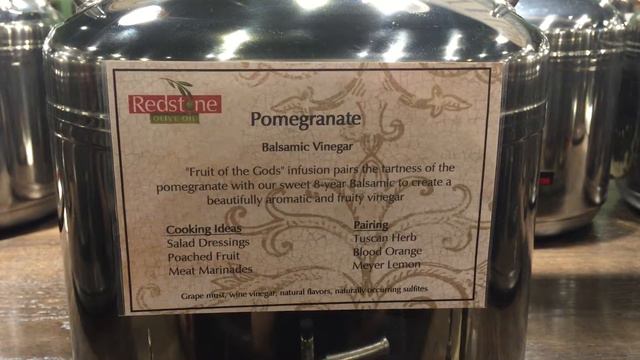 Redstone
OLIVE OIL
Pomegranate
Balsamic Vinegar
"Fruit of the Gods" infusion pairs the tartness of the
pomegranate with our sweet 8-year Balsamic to create a
beautifully aromatic and fruity vinegar
Cooking Ideas
Salad Dressings
Poached Fruit
Meat Marinades
Pairing
Tuscan Herb
Blood Orange
Meyer Lemon
Grape must, wine vinegar, natural flavors, naturally occurring sulfites